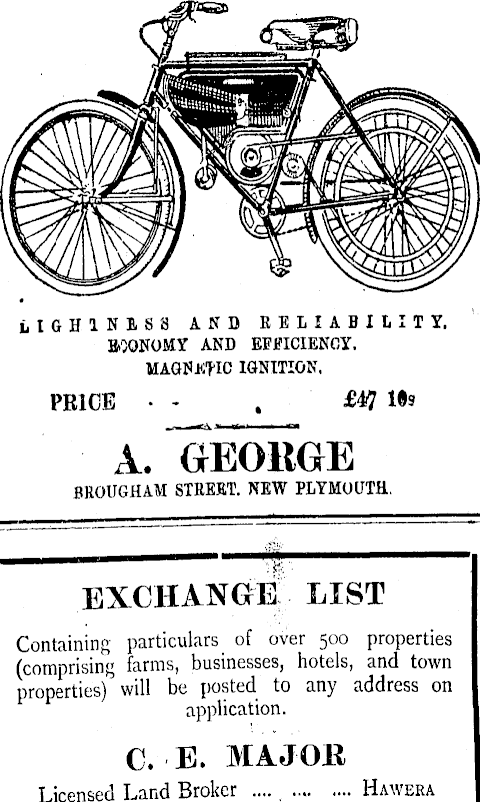 LIGHTNESS AND RELIABILITY.
ECONOMY AND EFFICIENCY.
MAGNETIC IGNITION.
PRICE - - £47 10s
A. GEORGE
BROUGHAM STREET. NEW PLYMOUTH.
EXCHANGE LIST
Containing particulars of over 500 properties
(comprising farms, businesses, hotels, and town
properties) will be posted to any address on
application.
C. E. MAJOR
Licensed Land Broker .... .... .... HAWERA